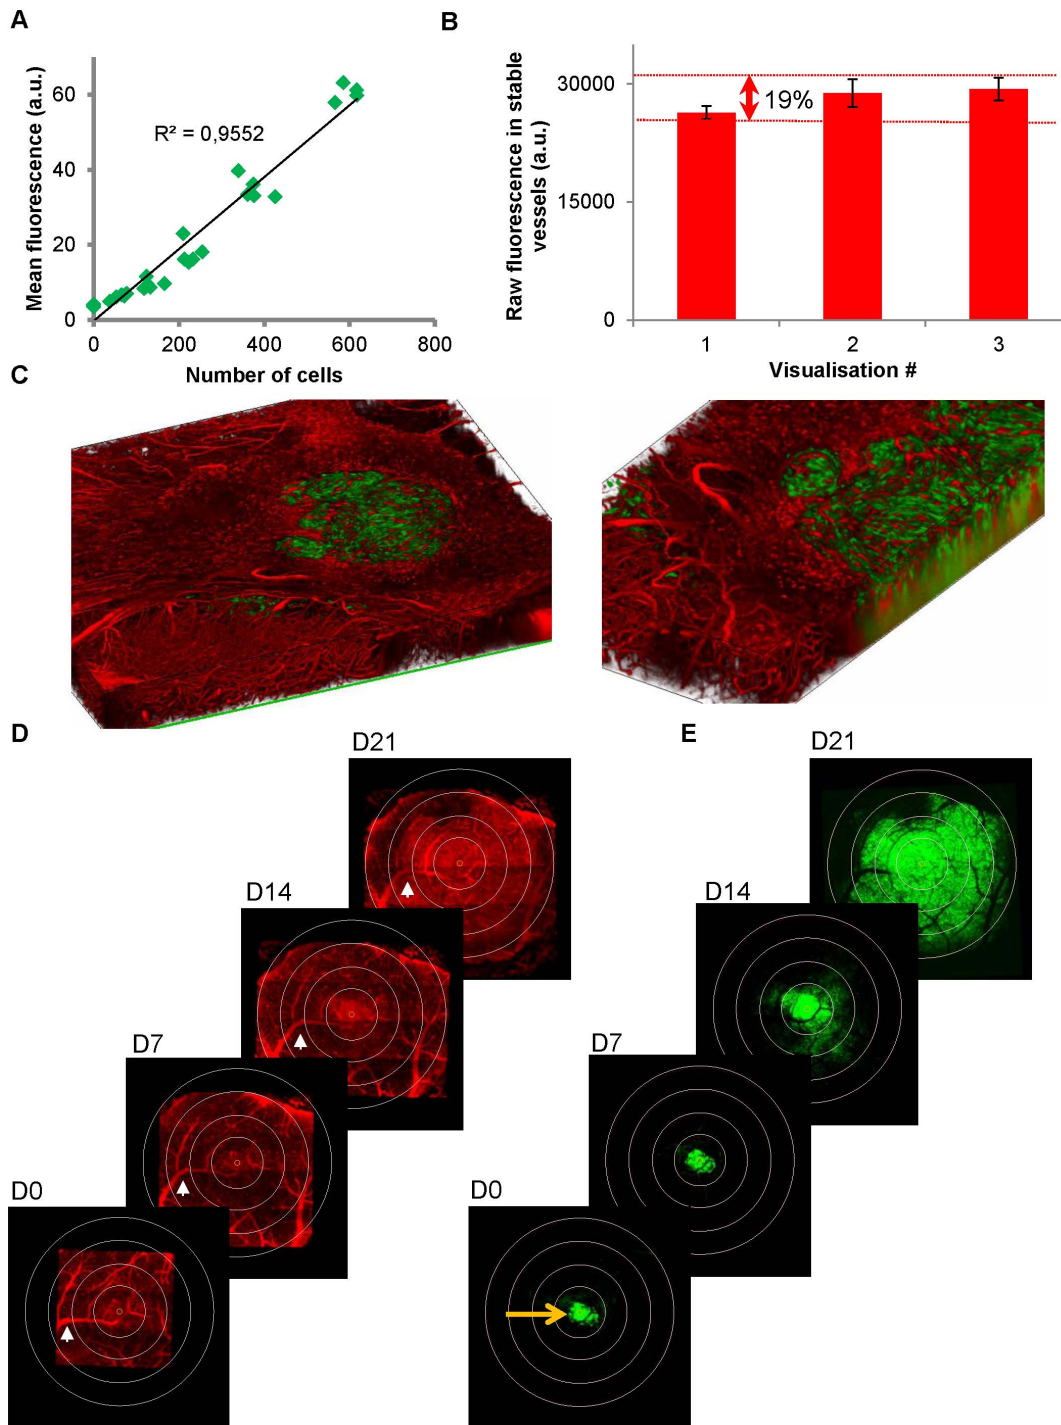 A
Mean fluorescence (a.u.)
60
40
20
0
R² = 0,9552
0 200 400 600 800
Number of cells
B
Raw fluorescence in stable
vessels (a.u.)
30000
15000
0
19%
1 2 3
Visualisation #
C
D
D21
D14
D7
D0
E
D21
D14
D7
D0